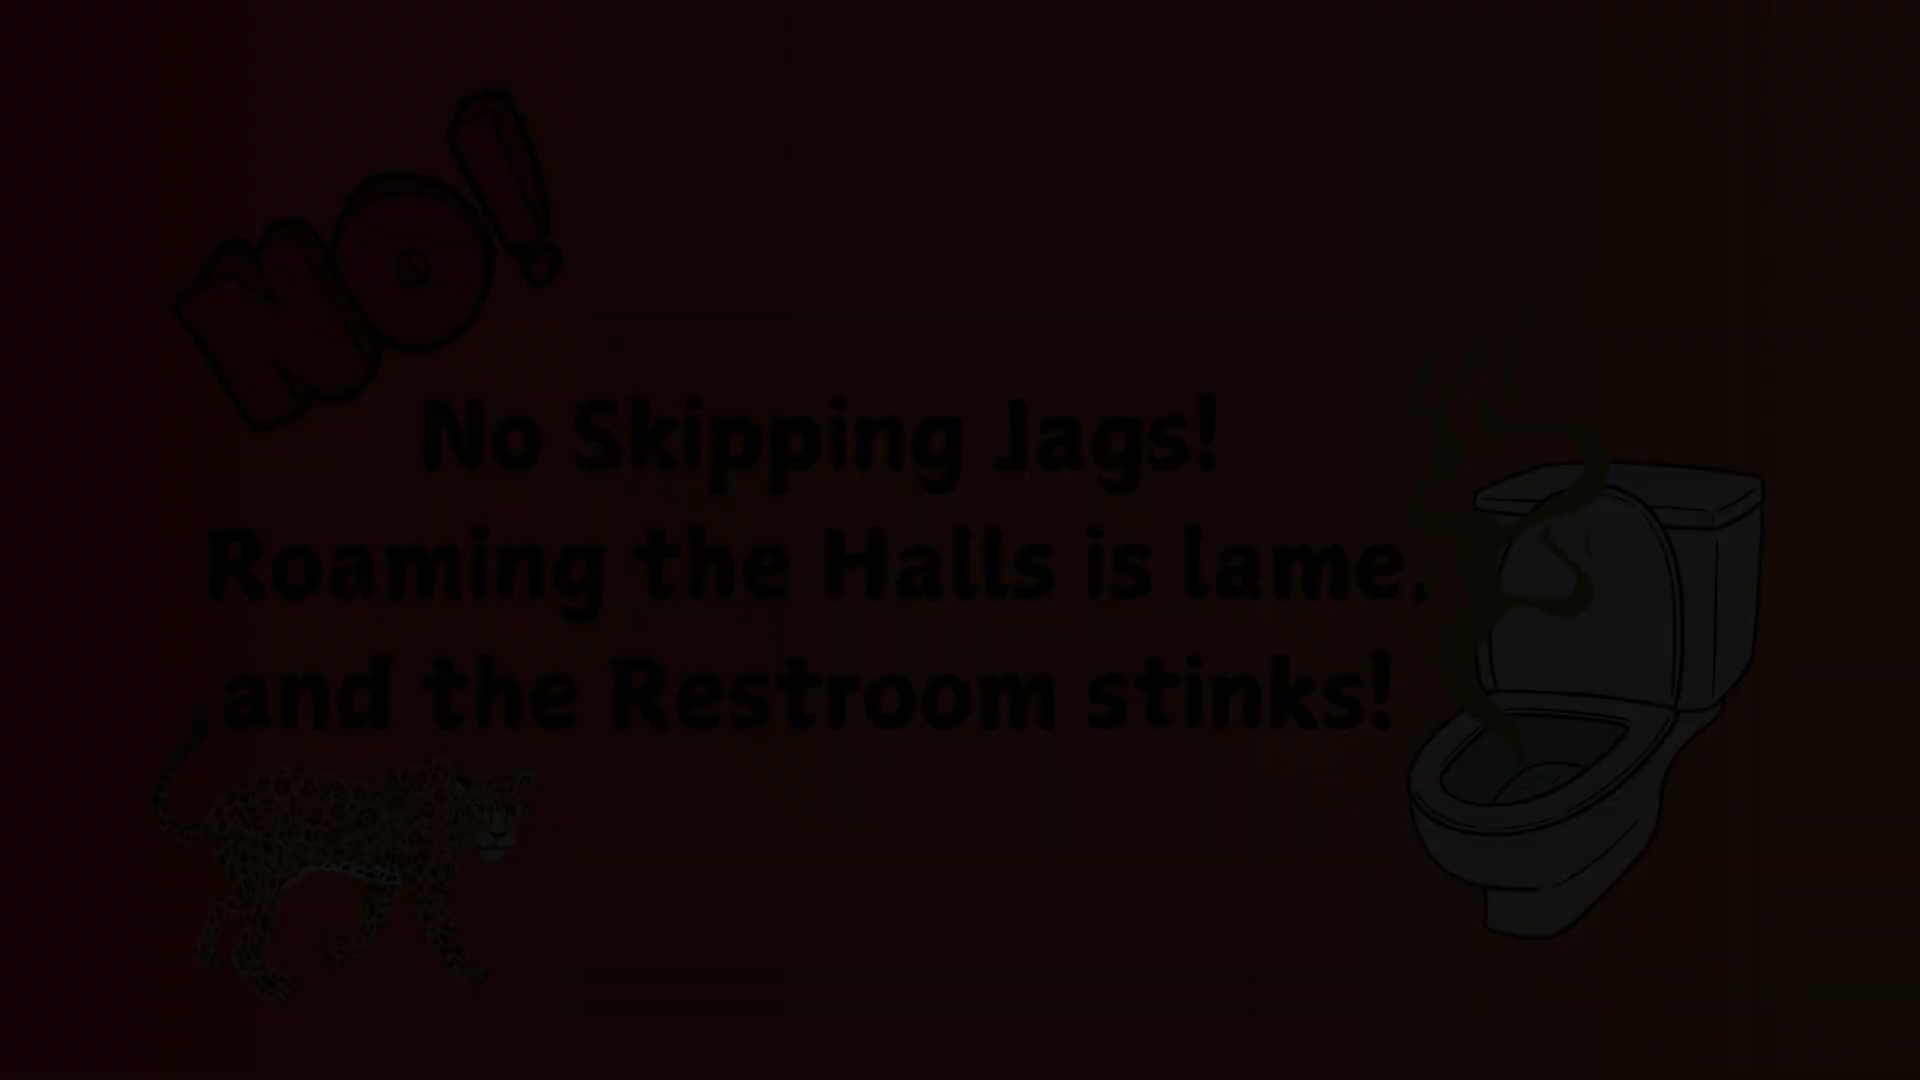 NO!
No Skipping Jags!
Roaming the Halls is lame,
and the Restroom stinks!